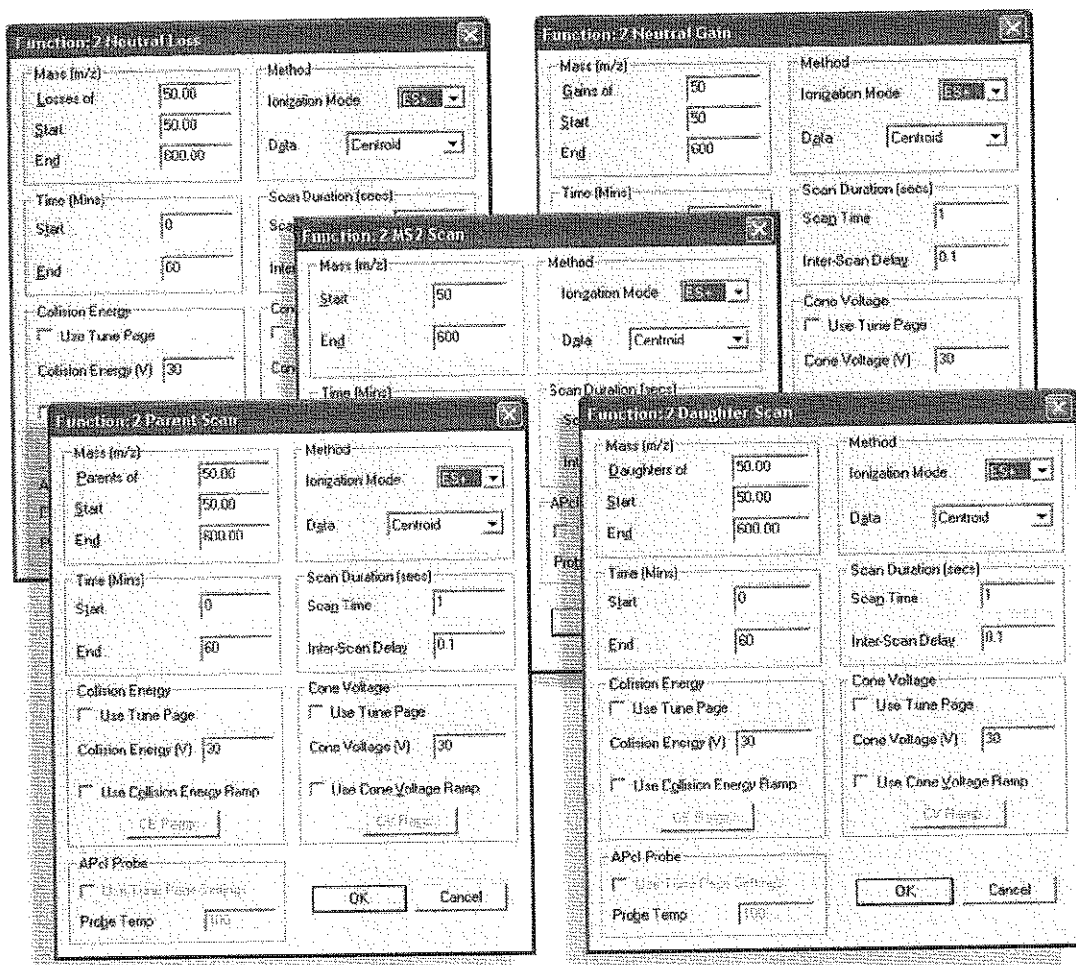 Function: 2 Neutral Loss
Mass (m/z)
Losses of 50.00
Start 50.00
End 600.00
Method
Ionization Mode ES+
Data Centroid
Time (Mins)
Start 0
End 60
Scan Duration (secs)
Collision Energy
Use Tune Page
Collision Energy (V) 30
Function: 2 Neutral Gain
Mass (m/z)
Gains of 50
Start 50
End 600
Method
Ionization Mode ES+
Data Centroid
Time (Mins)
Scan Duration (secs)
Scan Time 1
Inter-Scan Delay 0.1
Cone Voltage
Use Tune Page
Cone Voltage (V) 30
Function: 2 MS2 Scan
Mass (m/z)
Start 50
End 600
Method
Iongation Mode ES+
Data Centroid
Time (Mins)
Scan Duration (secs)
Function: 2 Parent Scan
Mass (m/z)
Parents of 50.00
Start 50.00
End 600.00
Method
Ionization Mode ES+
Data Centroid
Time (Mins)
Start 0
End 60
Scan Duration (secs)
Scan Time 1
Inter-Scan Delay 0.1
Collision Energy
Use Tune Page
Collision Energy (V) 30
Use Collision Energy Ramp
CE Ramp
Cone Voltage
Use Tune Page
Cone Voltage (V) 30
Use Cone Voltage Ramp
CV Ramp
APcI Probe
Use Tune Page Settings
Probe Temp 100
OK Cancel
Function: 2 Daughter Scan
Mass (m/z)
Daughters of 50.00
Start 50.00
End 600.00
Method
Ionization Mode ES+
Data Centroid
Time (Mins)
Start 0
End 60
Scan Duration (secs)
Scan Time 1
Inter-Scan Delay 0.1
Collision Energy
Use Tune Page
Collision Energy (V) 30
Use Collision Energy Ramp
CE Ramp
Cone Voltage
Use Tune Page
Cone Voltage (V) 30
Use Cone Voltage Ramp
CV Ramp
APcI Probe
Use Tune Page Settings
Probe Temp 100
OK Cancel